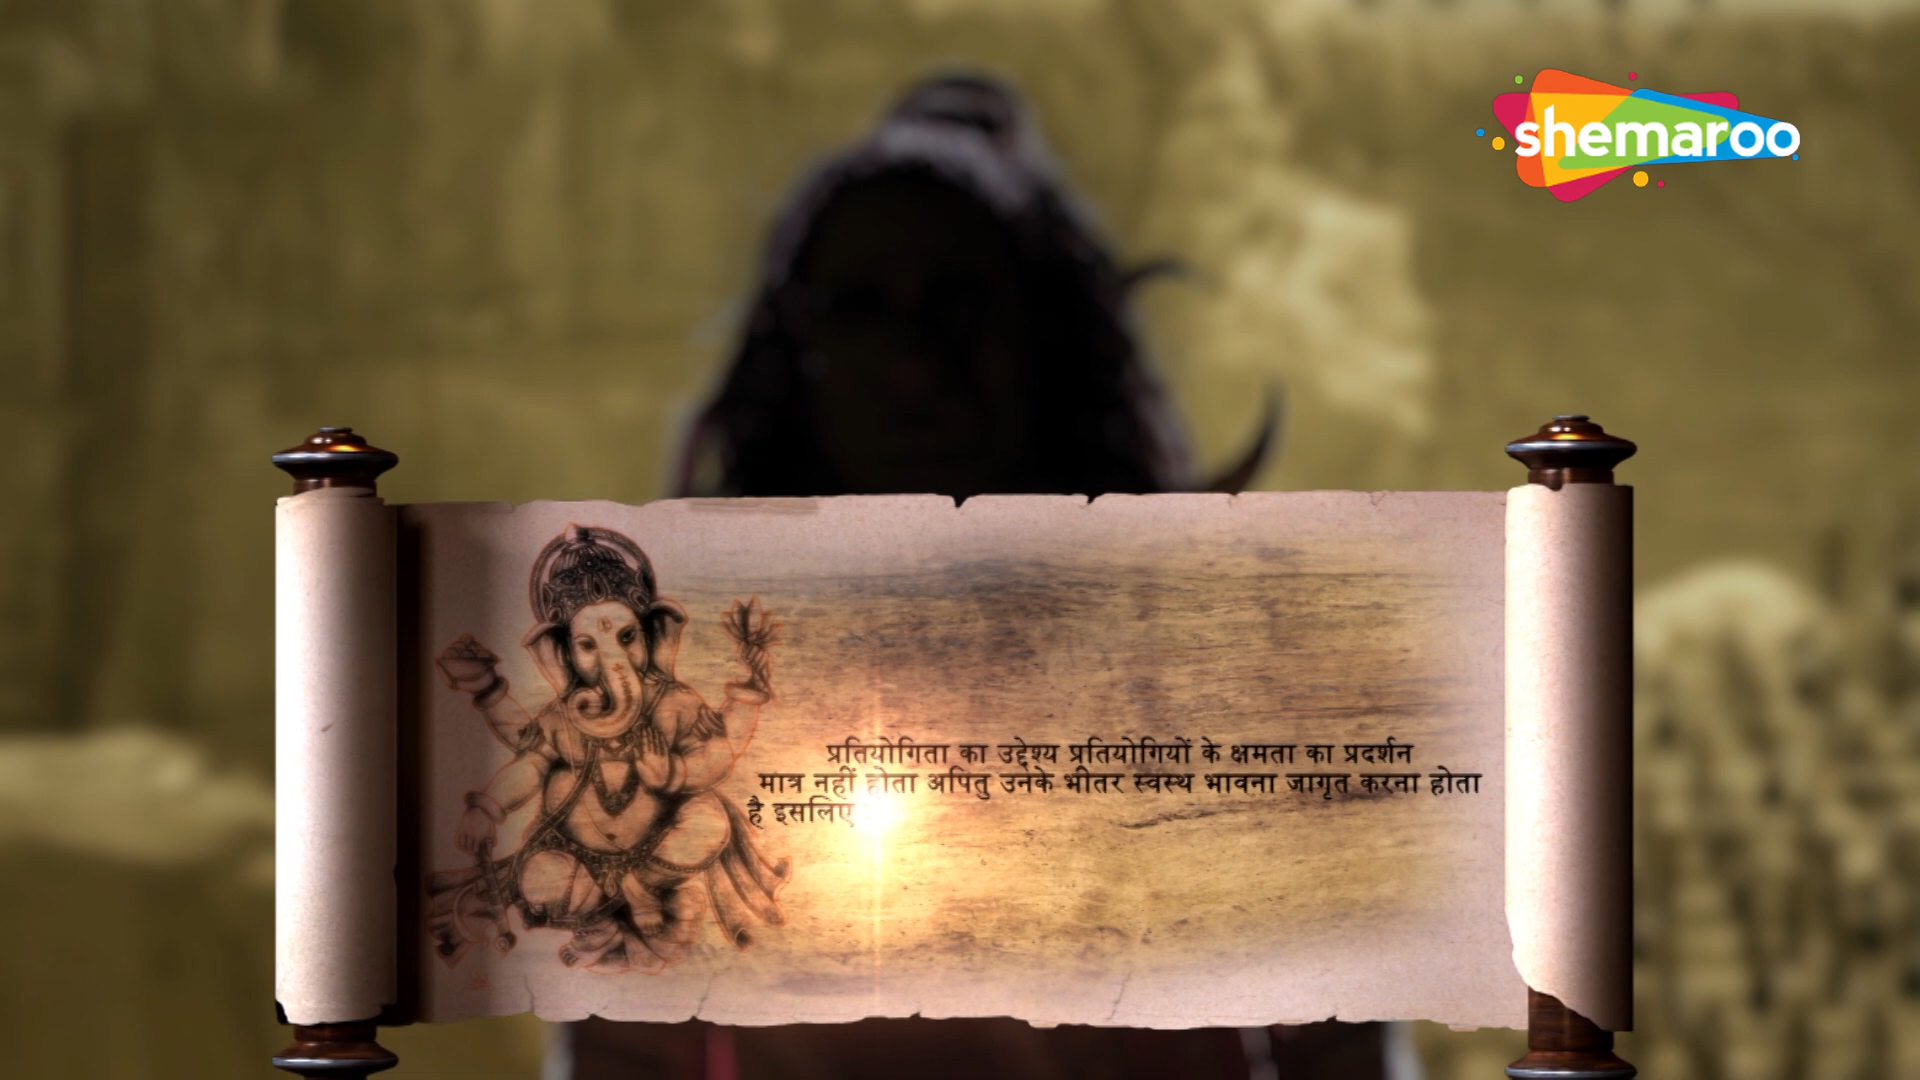 shemaroo
प्रतियोगिता का उद्देश्य प्रतियोगियों के क्षमता का प्रदर्शन
मात्र नहीं होता अपितु उनके भीतर स्वस्थ भावना जागृत करना होता
है इसलिए